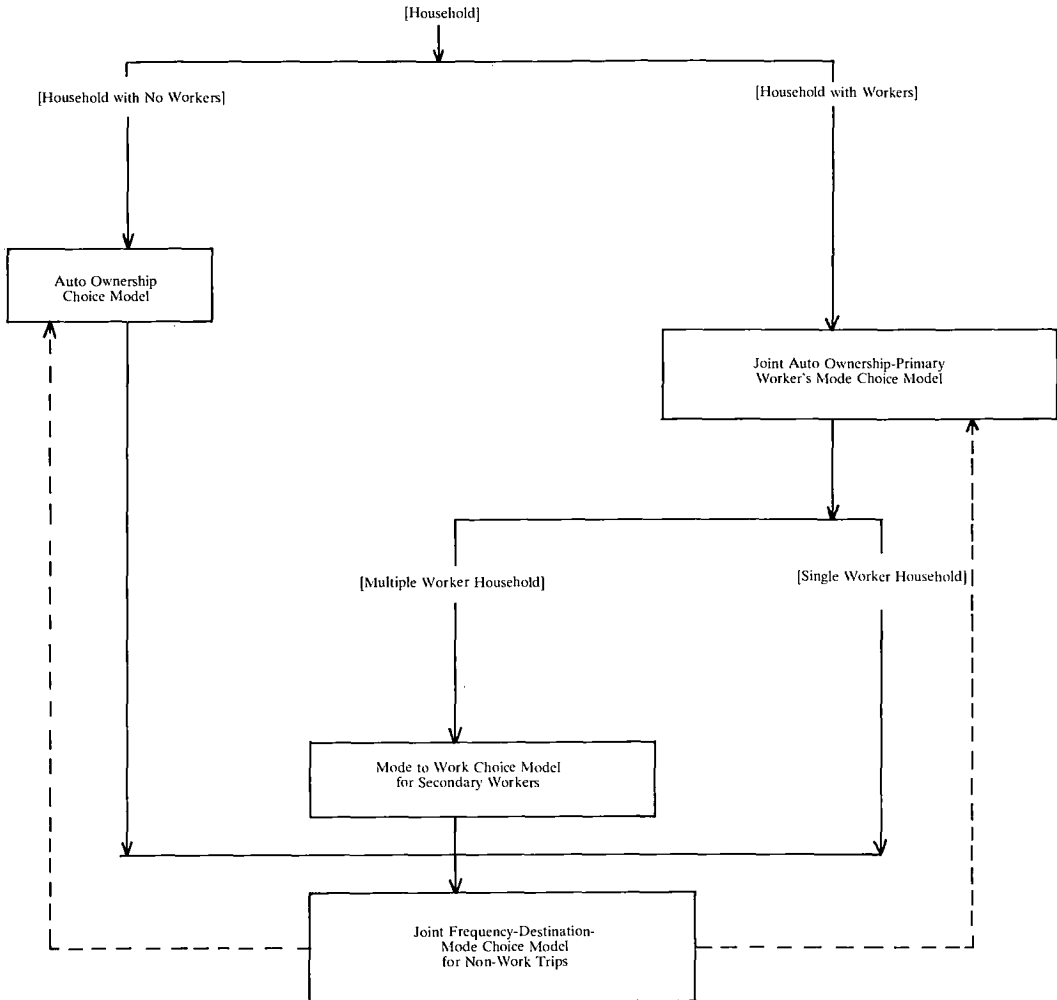 [Household]
[Household with No Workers]
[Household with Workers]
Auto Ownership
Choice Model
Joint Auto Ownership-Primary
Worker's Mode Choice Model
[Multiple Worker Household]
[Single Worker Household]
Mode to Work Choice Model
for Secondary Workers
Joint Frequency-Destination-
Mode Choice Model
for Non-Work Trips